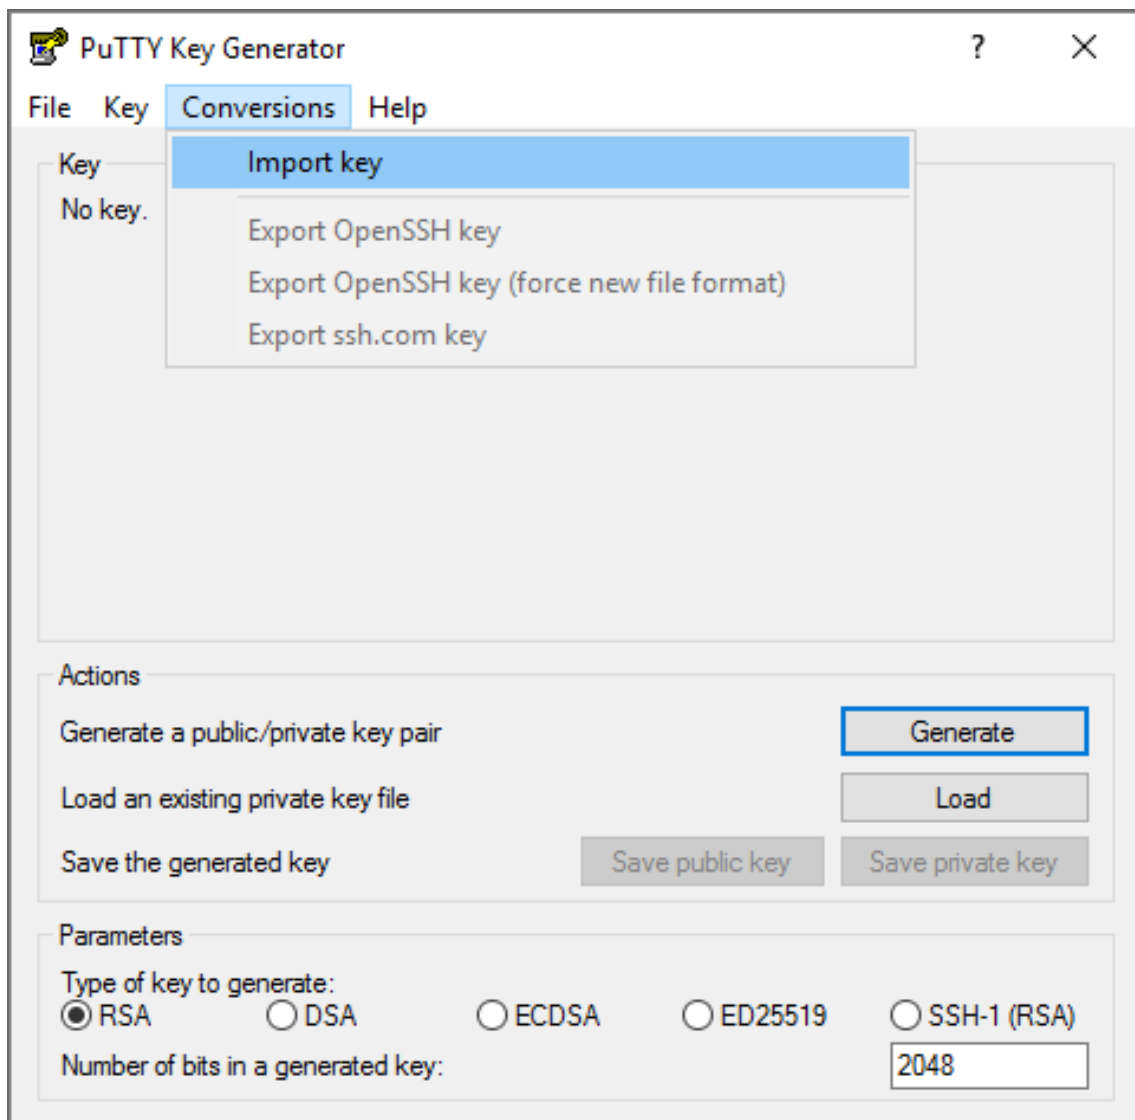 PuTTY Key Generator
?
File Key Conversions Help
Import key
Key
No key.
Export OpenSSH key
Export OpenSSH key (force new file format)
Export ssh.com key
Actions
Generate a public/private key pair
Generate
Load an existing private key file
Load
Save the generated key
Save public key
Save private key
Parameters
Type of key to generate:
RSA DSA ECDSA ED25519 SSH-1 (RSA)
Number of bits in a generated key:
2048